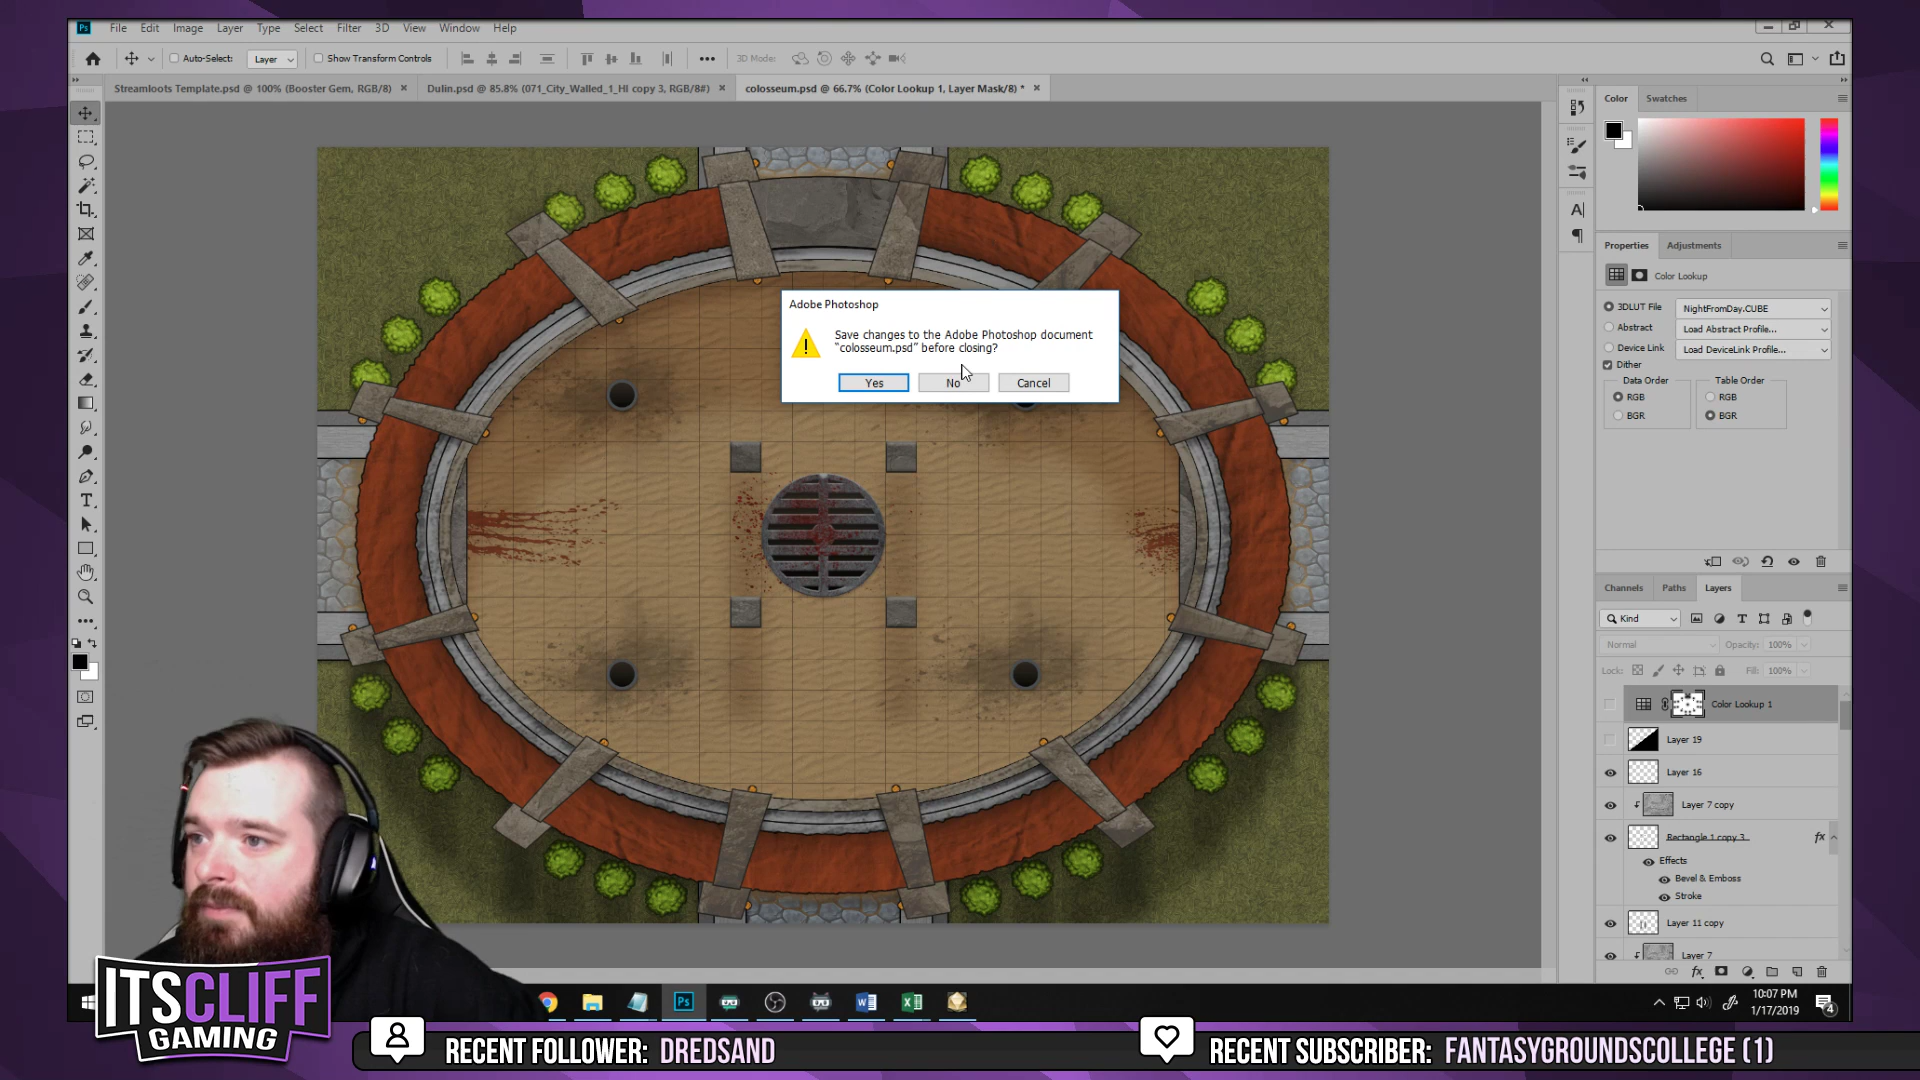 File Edit Image Layer Type Select Filter 3D View Window Help
Auto-Select: Layer Show Transform Controls 3D Mode:
Streamloots Template.psd @ 100% (Booster Gem, RGB/8) × Dulin.psd @ 85.8% (071_City_Walled_1_HI copy 3, RGB/8#) × colosseum.psd @ 66.7% (Color Lookup 1, Layer Mask/8) * ×
Color Swatches
Properties Adjustments
Color Lookup
3DLUT File NightFromDay.CUBE
Abstract Load Abstract Profile...
Device Link Load DeviceLink Profile...
Dither
Data Order Table Order
RGB RGB
BGR BGR
Adobe Photoshop
Save changes to the Adobe Photoshop document
“colosseum.psd” before closing?
Yes No Cancel
Channels Paths Layers
Kind
Normal Opacity: 100%
Lock: Fill: 100%
Color Lookup 1
Layer 19
Layer 16
Layer 7 copy
Rectangle 1 copy 3 fx
Effects
Bevel & Emboss
Stroke
Layer 11 copy
Layer 7
10:07 PM
1/17/2019
4
ITSCLIFF
GAMING
RECENT FOLLOWER: DREDSAND
RECENT SUBSCRIBER: FANTASYGROUNDSCOLLEGE (1)